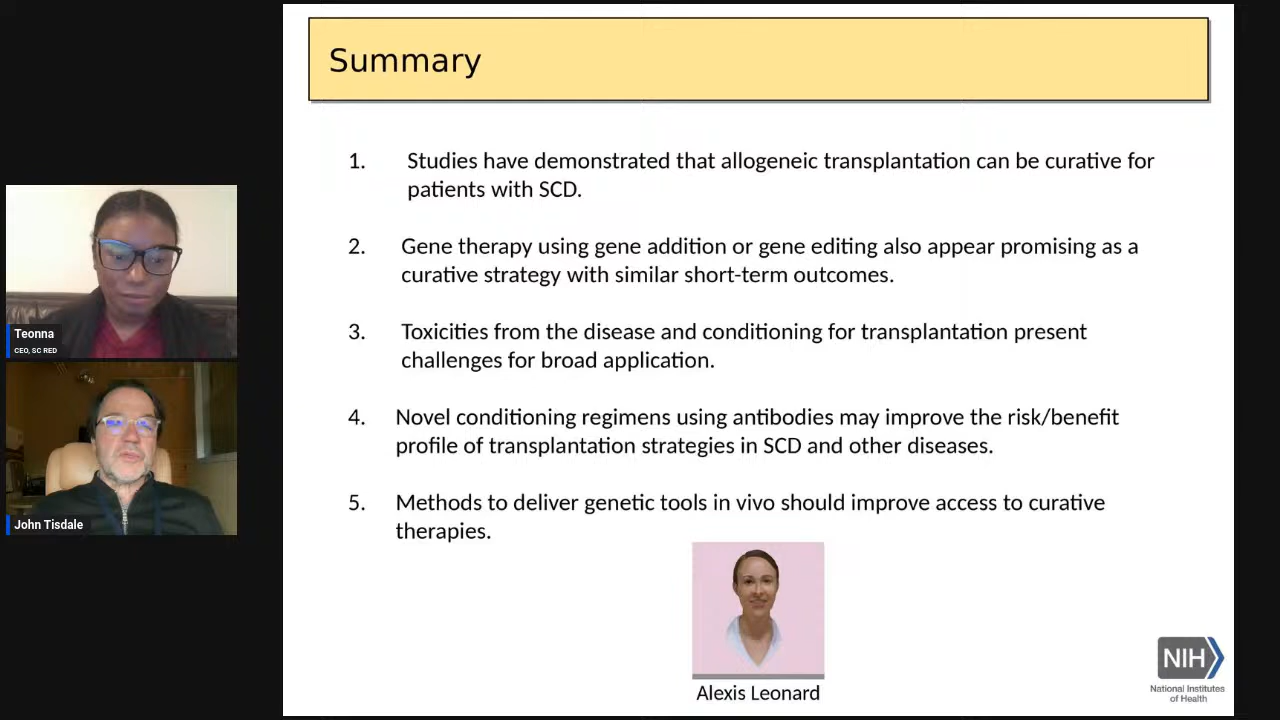 Summary
1. Studies have demonstrated that allogeneic transplantation can be curative for
patients with SCD.
2. Gene therapy using gene addition or gene editing also appear promising as a
curative strategy with similar short-term outcomes.
3. Toxicities from the disease and conditioning for transplantation present
challenges for broad application.
4. Novel conditioning regimens using antibodies may improve the risk/benefit
profile of transplantation strategies in SCD and other diseases.
5. Methods to deliver genetic tools in vivo should improve access to curative
therapies.
Alexis Leonard
NIH
National Institutes
of Health
Teonna
CEO, SC RED
John Tisdale